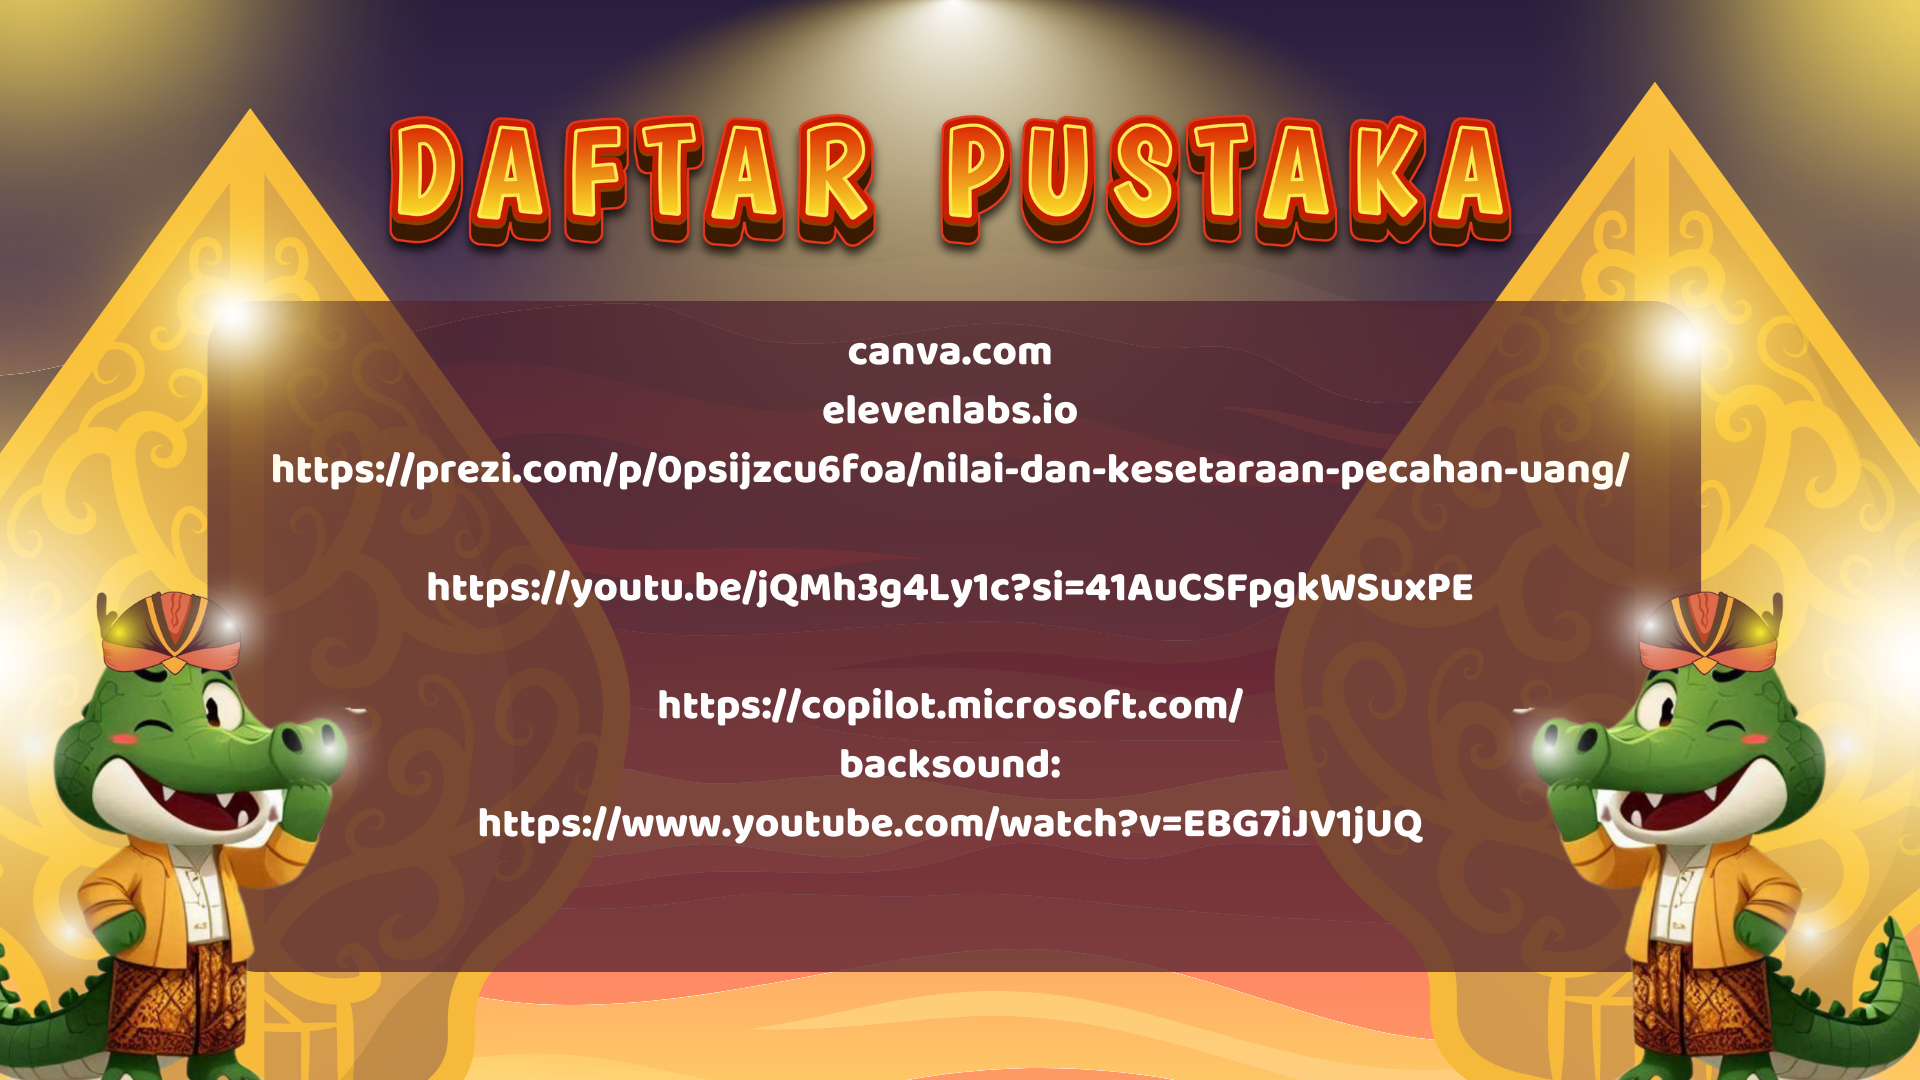 DAFTAR PUSTAKA
canva.com
elevenlabs.io
https://prezi.com/p/0psijzcu6foa/nilai-dan-kesetaraan-pecahan-uang/
https://youtu.be/jQMh3g4Ly1c?si=41AuCSFpgkWSuxPE
https://copilot.microsoft.com/
backsound:
https://www.youtube.com/watch?v=EBG7iJV1jUQ